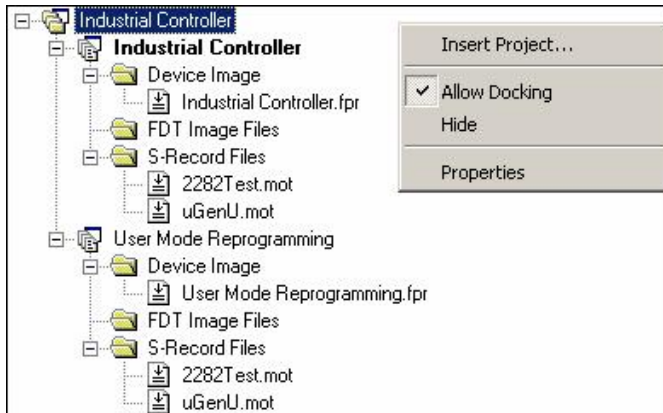 Industrial Controller
Industrial Controller
Device Image
Industrial Controller.fpr
FDT Image Files
S-Record Files
2282Test.mot
uGenU.mot
User Mode Reprogramming
Device Image
User Mode Reprogramming.fpr
FDT Image Files
S-Record Files
2282Test.mot
uGenU.mot
Insert Project...
Allow Docking
Hide
Properties